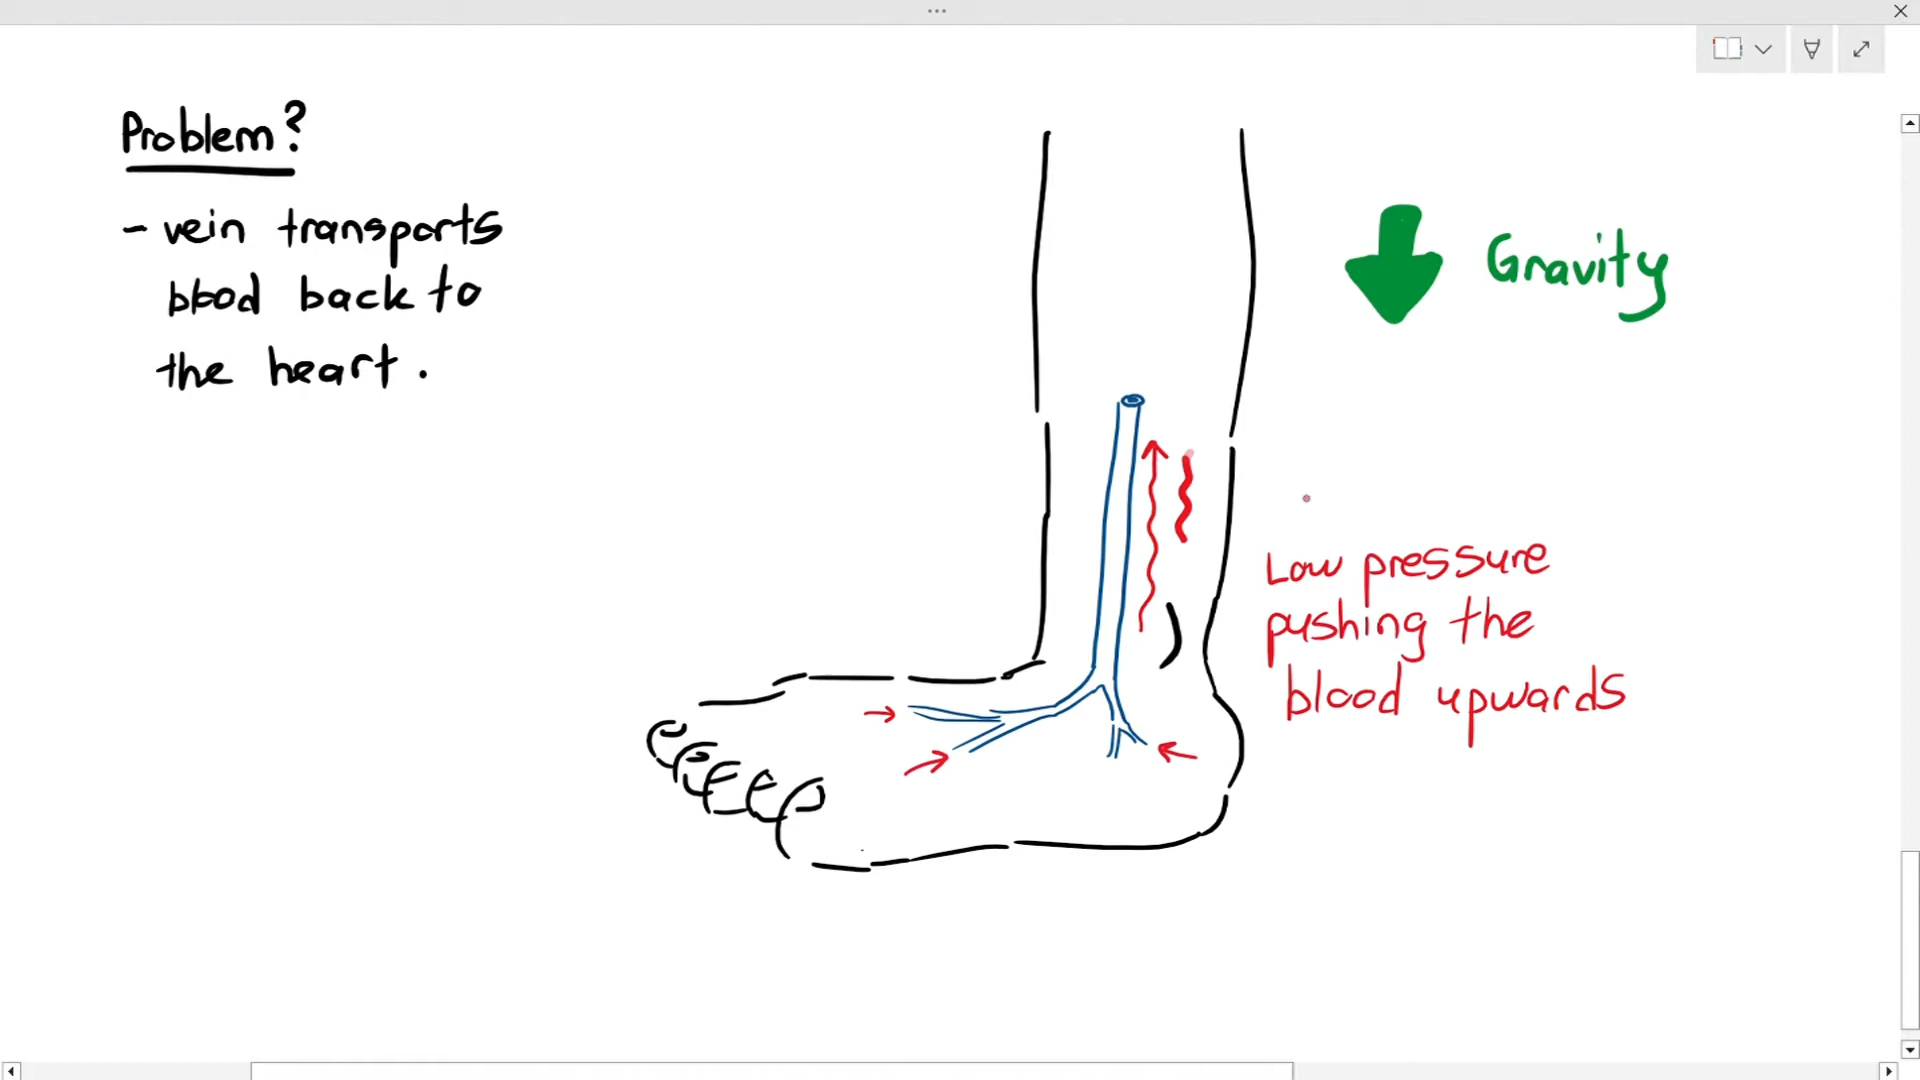 Problem?
- vein transports
blood back to
the heart.
Gravity
Low pressure
pushing the
blood upwards